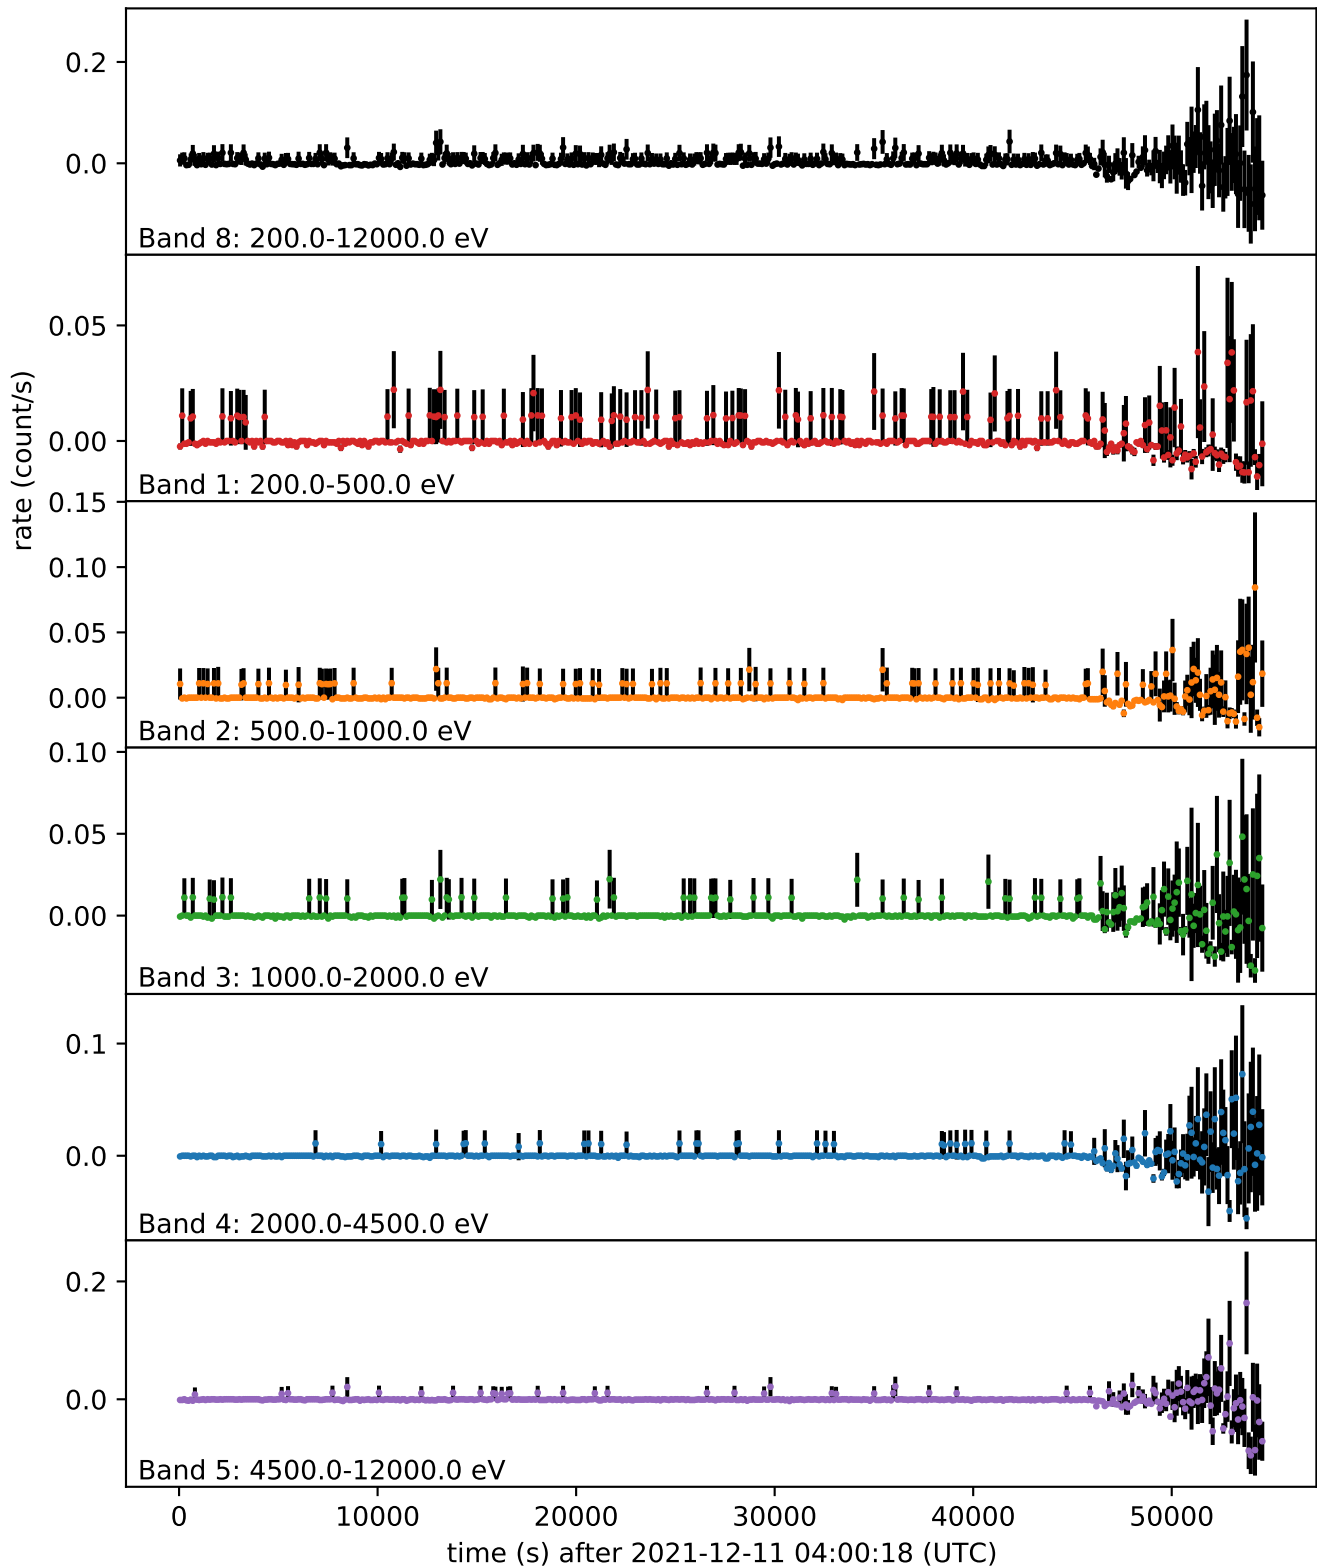 0.2
0.0
Band 8: 200.0-12000.0 eV
0.05
0.00
Band 1: 200.0-500.0 eV
rate (count/s)
0.15
0.10
0.05
0.00
Band 2: 500.0-1000.0 eV
0.10
0.05
0.00
Band 3: 1000.0-2000.0 eV
0.1
0.0
Band 4: 2000.0-4500.0 eV
0.2
0.0
Band 5: 4500.0-12000.0 eV
0 10000 20000 30000 40000 50000
time (s) after 2021-12-11 04:00:18 (UTC)